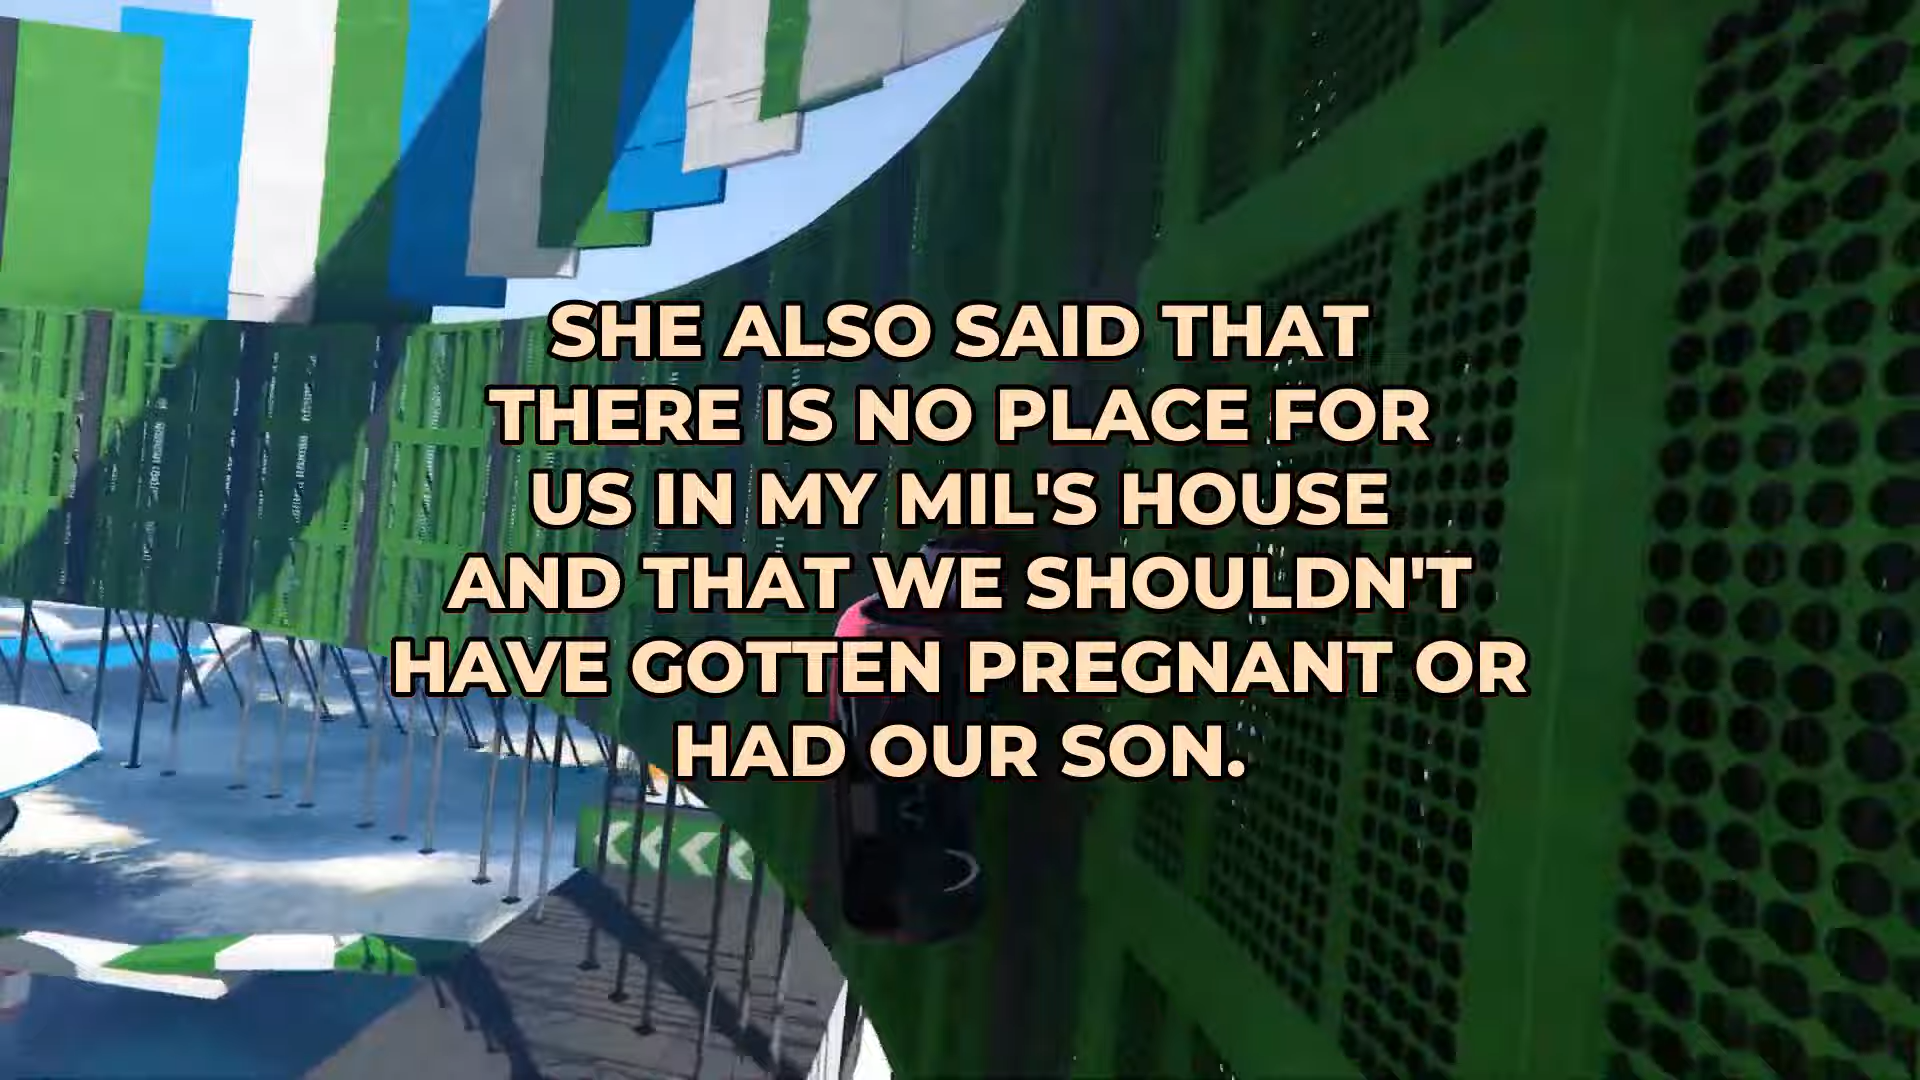 SHE ALSO SAID THAT
THERE IS NO PLACE FOR
US IN MY MIL'S HOUSE
AND THAT WE SHOULDN'T
HAVE GOTTEN PREGNANT OR
HAD OUR SON.